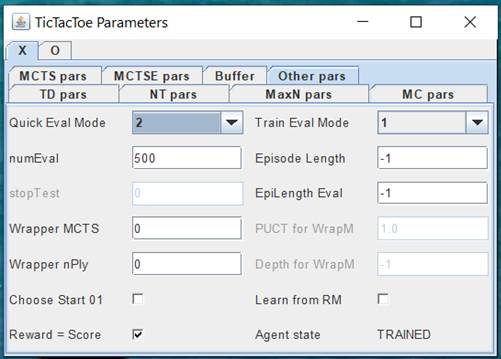 TicTacToe Parameters
X O
MCTS pars MCTSE pars Buffer Other pars
TD pars NT pars MaxN pars MC pars
Quick Eval Mode 2 Train Eval Mode 1
numEval 500 Episode Length -1
stopTest 0 EpiLength Eval -1
Wrapper MCTS 0 PUCT for WrapM 1.0
Wrapper nPly 0 Depth for WrapM -1
Choose Start 01 Learn from RM
Reward = Score Agent state TRAINED